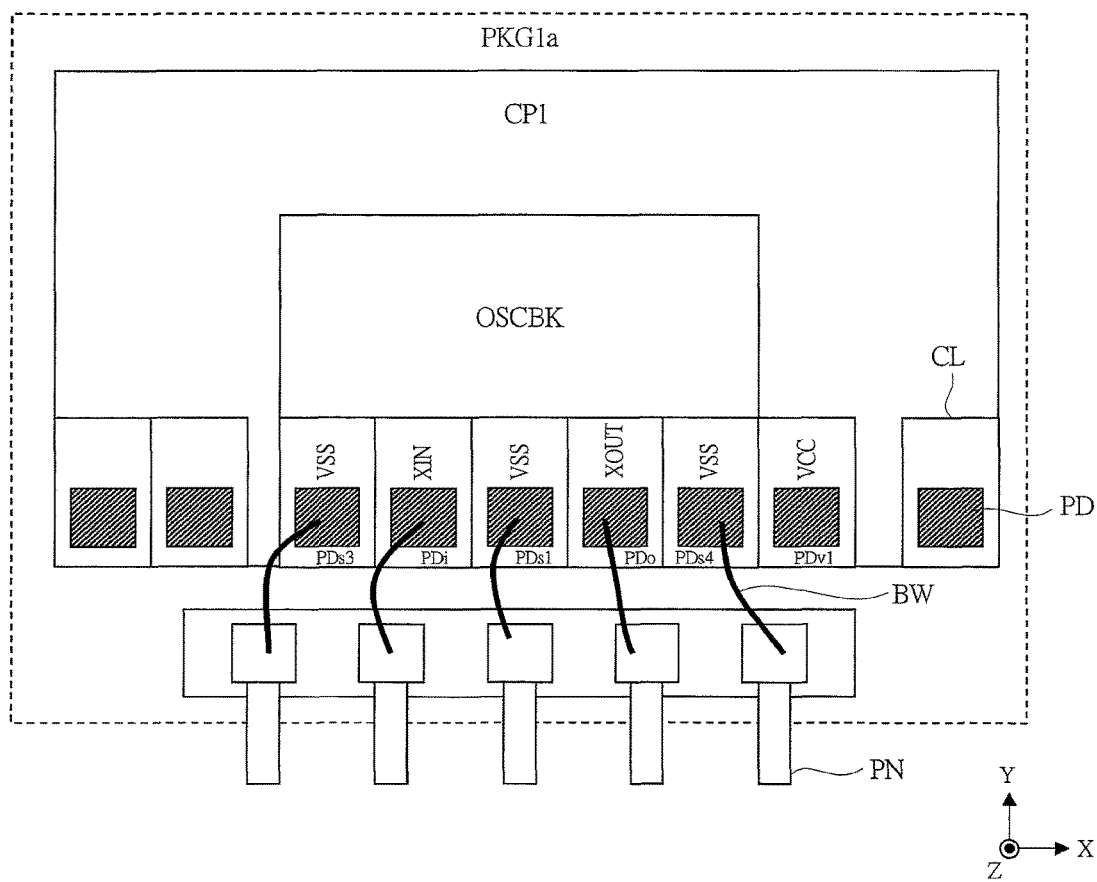 PKG1a
CP1
OSCBK
CL
VSS
XIN
VSS
XOUT
VSS
VCC
PD
PDs3
PDi
PDs1
PDo
PDs4
PDv1
BW
PN
Y
X
Z